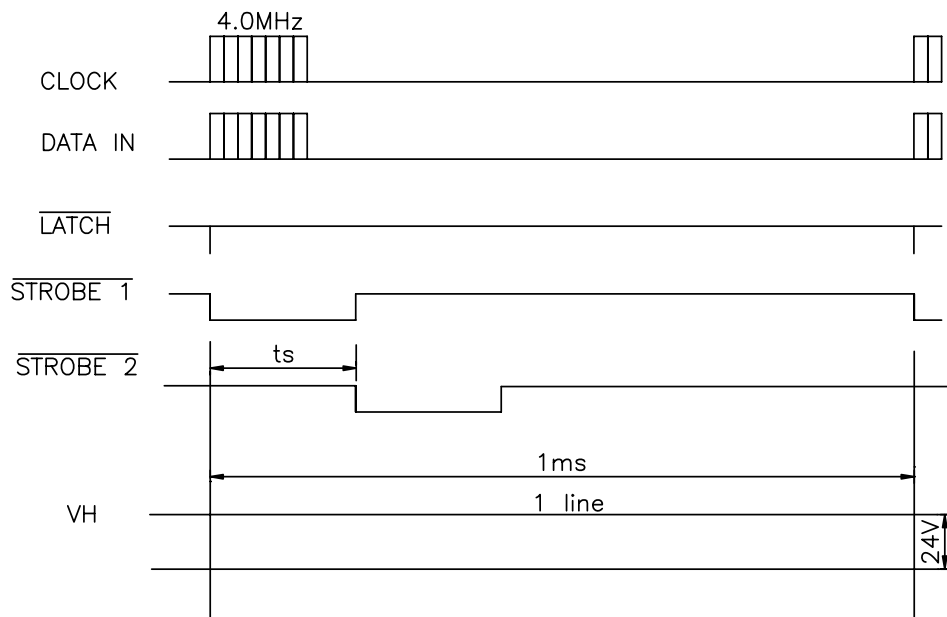 4.0MHz
CLOCK
DATA IN
LATCH
STROBE 1
ts
STROBE 2
1ms
1 line
VH
24V